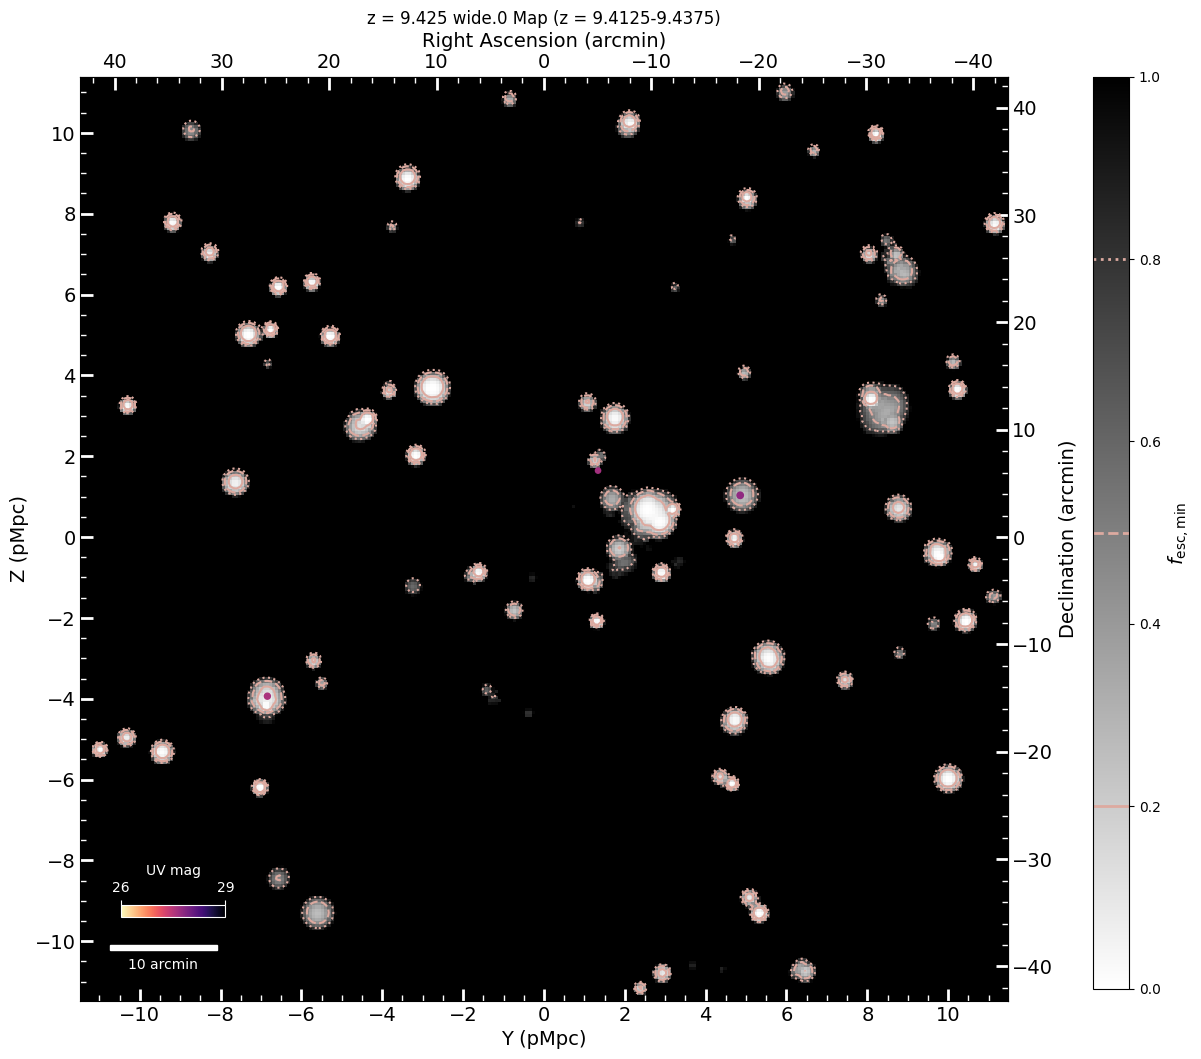 z = 9.425 wide.0 Map (z = 9.4125-9.4375)
Right Ascension (arcmin)
40 30 20 10 0 −10 −20 −30 −40
10
8
6
4
2
0
−2
−4
−6
−8
−10
Z (pMpc)
40
30
20
10
0
−10
−20
−30
−40
Declination (arcmin)
1.0
0.8
0.6
0.4
0.2
0.0
fesc, min
UV mag
26 29
10 arcmin
−10 −8 −6 −4 −2 0 2 4 6 8 10
Y (pMpc)